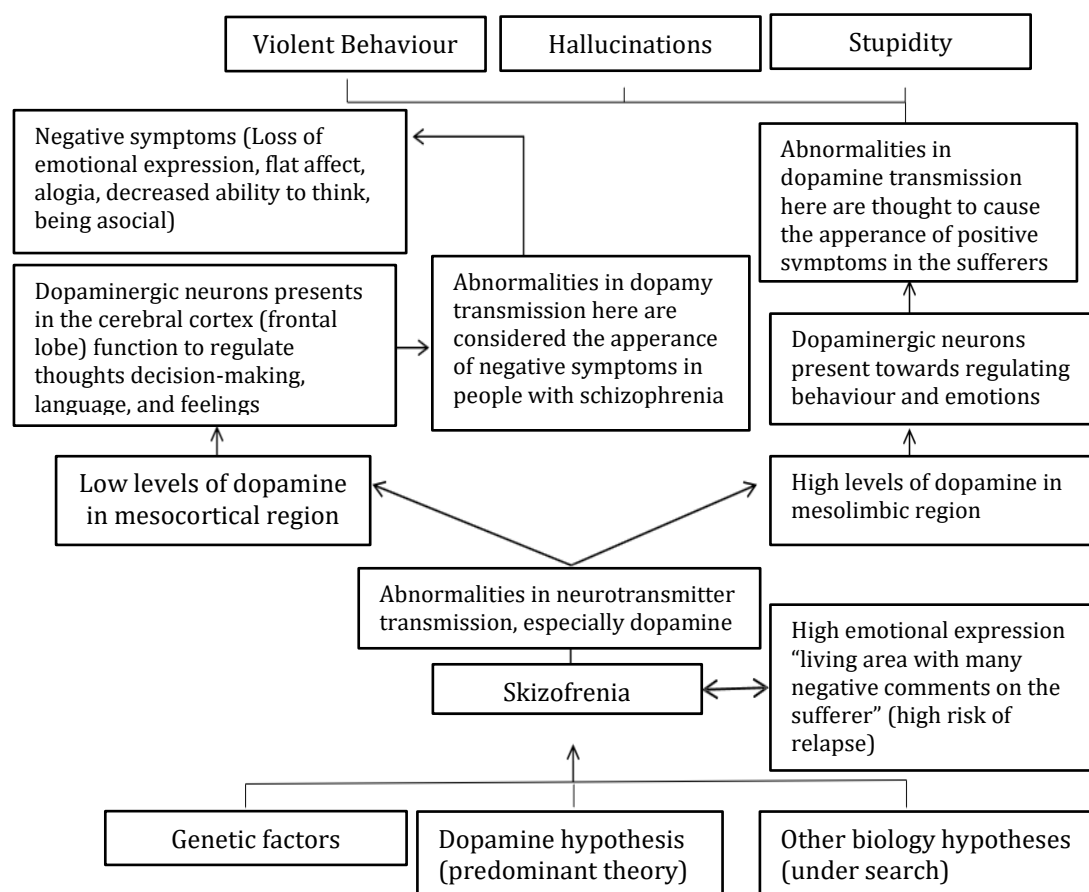 Violent Behaviour
Hallucinations
Stupidity
Negative symptoms (Loss of
emotional expression, flat affect,
alogia, decreased ability to think,
being asocial)
Abnormalities in
dopamine transmission
here are thought to cause
the apperance of positive
symptoms in the sufferers
Dopaminergic neurons presents
in the cerebral cortex (frontal
lobe) function to regulate
thoughts decision-making,
language, and feelings
Abnormalities in dopamy
transmission here are
considered the apperance
of negative symptoms in
people with schizophrenia
Dopaminergic neurons
present towards regulating
behaviour and emotions
Low levels of dopamine
in mesocortical region
High levels of dopamine in
mesolimbic region
Abnormalities in neurotransmitter
transmission, especially dopamine
Skizofrenia
High emotional expression
“living area with many
negative comments on the
sufferer” (high risk of
relapse)
Genetic factors
Dopamine hypothesis
(predominant theory)
Other biology hypotheses
(under search)